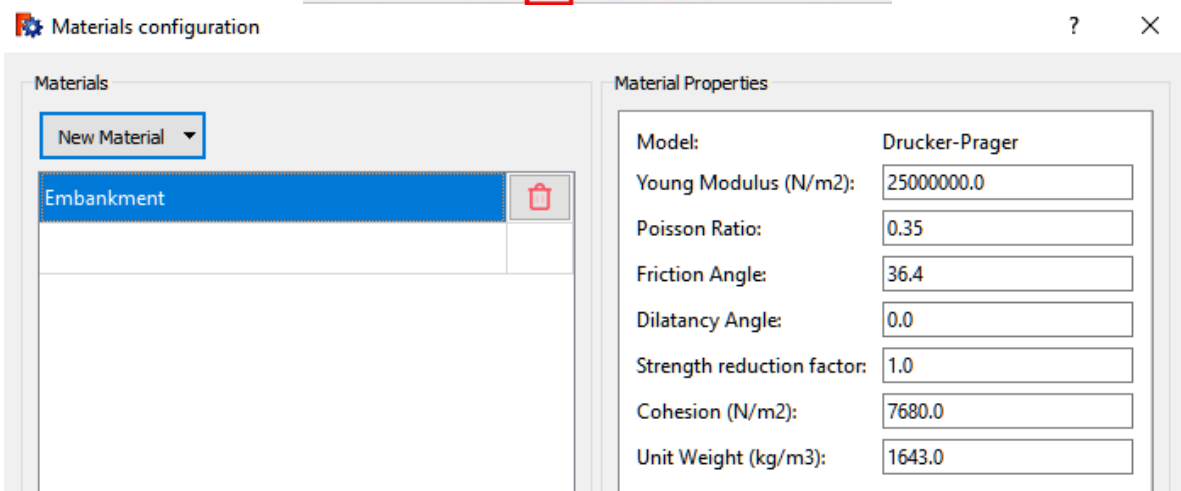 Materials configuration ? ×
Materials
New Material
Embankment
Material Properties
Model: Drucker-Prager
Young Modulus (N/m2): 25000000.0
Poisson Ratio: 0.35
Friction Angle: 36.4
Dilatancy Angle: 0.0
Strength reduction factor: 1.0
Cohesion (N/m2): 7680.0
Unit Weight (kg/m3): 1643.0